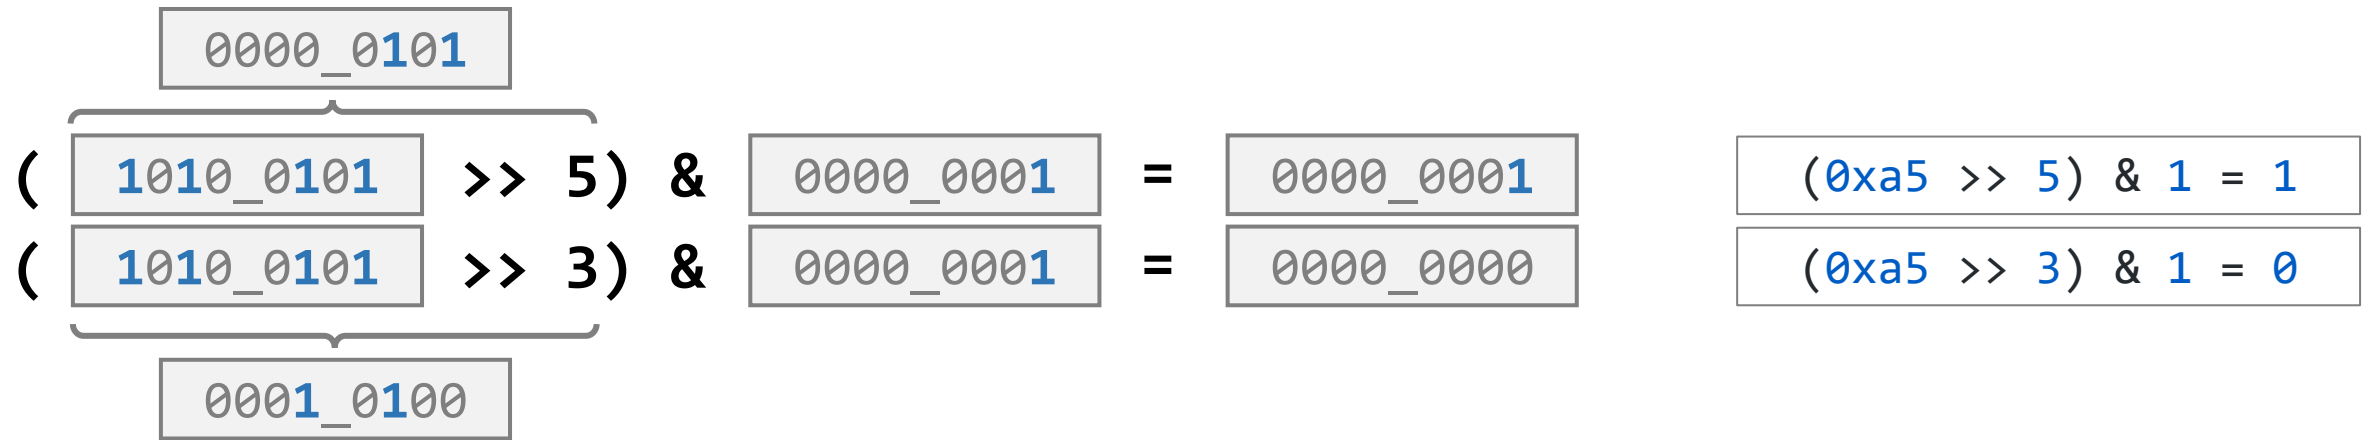 0000_0101
( 1010_0101 >> 5) & 0000_0001 = 0000_0001 (0xa5 >> 5) & 1 = 1
( 1010_0101 >> 3) & 0000_0001 = 0000_0000 (0xa5 >> 3) & 1 = 0
0001_0100